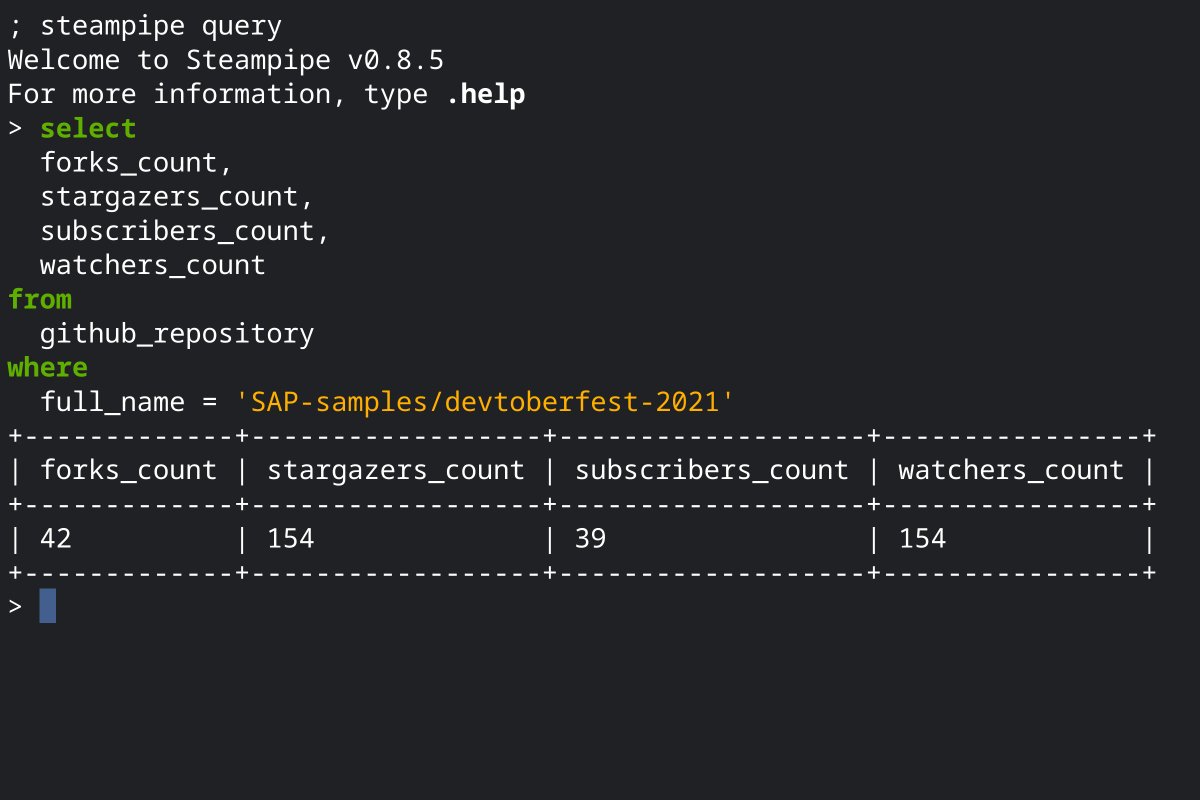 ; steampipe query
Welcome to Steampipe v0.8.5
For more information, type .help
> select
  forks_count,
  stargazers_count,
  subscribers_count,
  watchers_count
from
  github_repository
where
  full_name = 'SAP-samples/devtoberfest-2021'
+-------------+------------------+-------------------+----------------+
| forks_count | stargazers_count | subscribers_count | watchers_count |
+-------------+------------------+-------------------+----------------+
| 42          | 154              | 39                | 154            |
+-------------+------------------+-------------------+----------------+
>